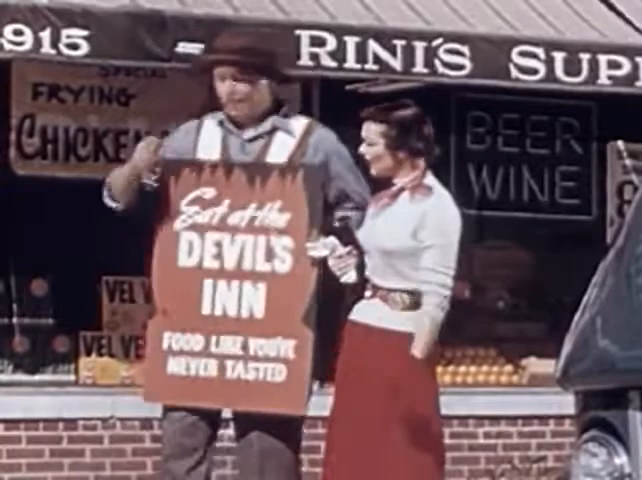 915
RINI'S SUP
SPECIAL
FRYING
CHICKEN
BEER
WINE
Eat at the
DEVIL'S
INN
FOOD LIKE YOU'VE
NEVER TASTED
VEL V
VEL VE